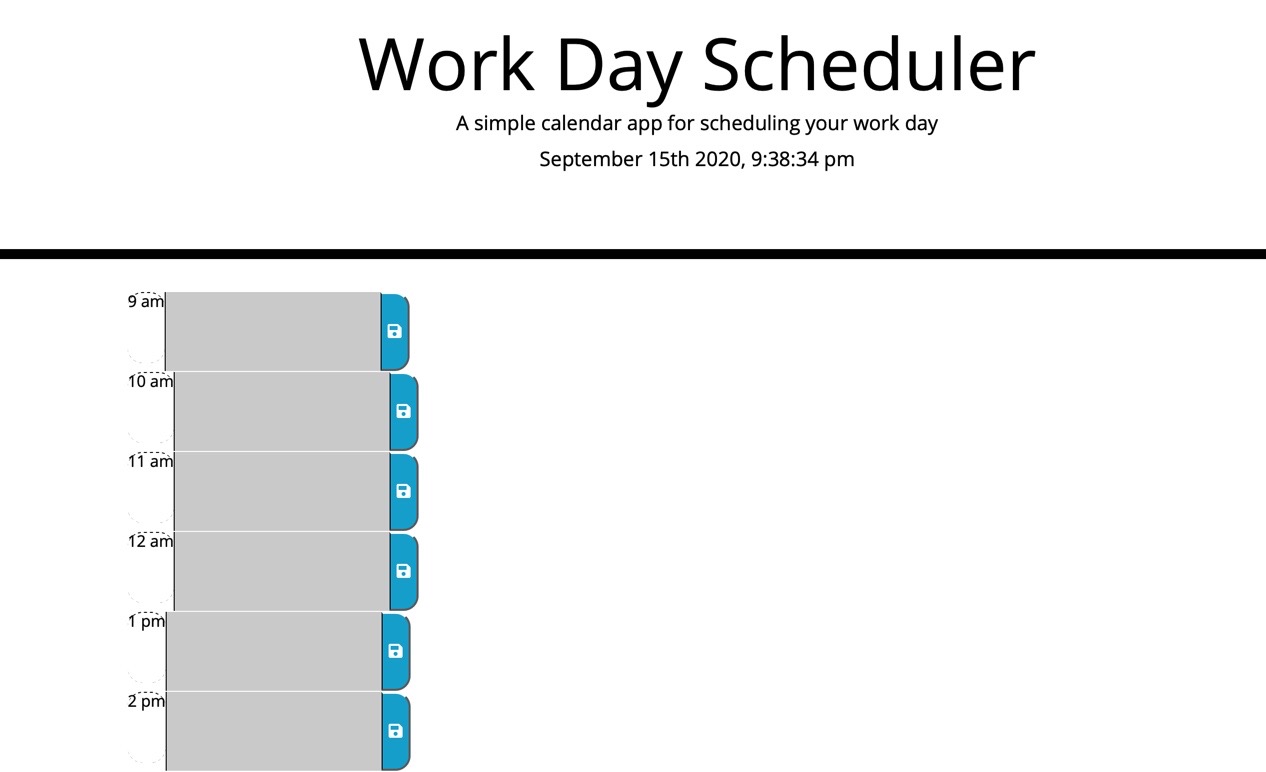 Work Day Scheduler
A simple calendar app for scheduling your work day
September 15th 2020, 9:38:34 pm
9 am
10 am
11 am
12 am
1 pm
2 pm